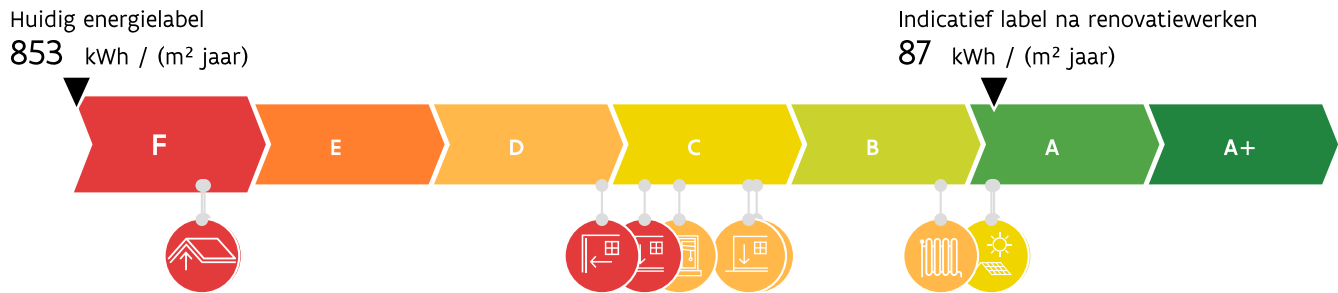 Huidig energielabel
853 kWh / (m² jaar)
Indicatief label na renovatiewerken
87 kWh / (m² jaar)
F E D C B A A+